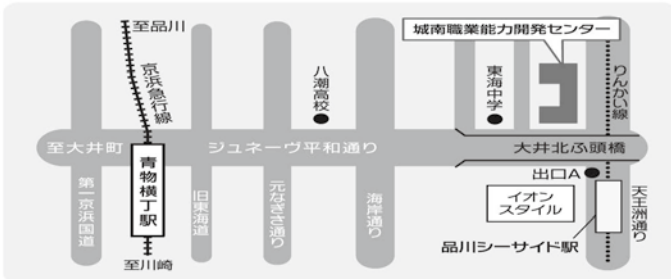 至品川
京浜急行線
至大井町
青物横丁駅
至川崎
第一京浜国道
旧東海道
ジュネーヴ平和通り
八潮高校
元なぎさ通り
海岸通り
城南職業能力開発センター
東海中学
りんかい線
大井北ふ頭橋
出口A
イオン
スタイル
品川シーサイド駅
天王洲通り